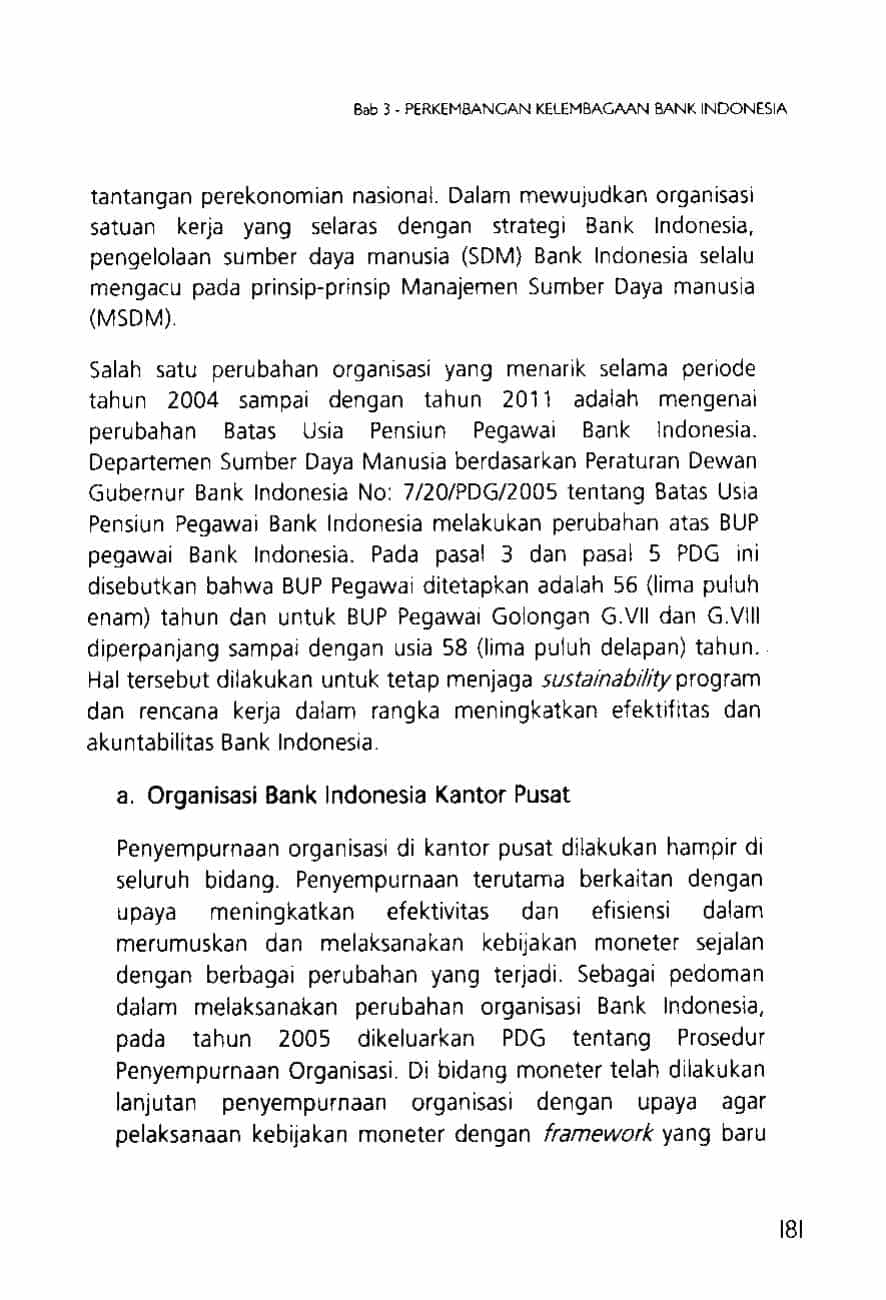 Bab 3 - PERKEMBANGAN KELEMBAGAAN BANK INDONESIA
tantangan perekonomian nasional. Dalam mewujudkan organisasi
satuan kerja yang selaras dengan strategi Bank Indonesia,
pengelolaan sumber daya manusia (SDM) Bank Indonesia selalu
mengacu pada prinsip-prinsip Manajemen Sumber Daya manusia
(MSDM).
Salah satu perubahan organisasi yang menarik selama periode
tahun 2004 sampai dengan tahun 2011 adalah mengenai
perubahan Batas Usia Pensiun Pegawai Bank Indonesia.
Departemen Sumber Daya Manusia berdasarkan Peraturan Dewan
Gubernur Bank Indonesia No: 7/20/PDG/2005 tentang Batas Usia
Pensiun Pegawai Bank Indonesia melakukan perubahan atas BUP
pegawai Bank Indonesia. Pada pasal 3 dan pasal 5 PDG ini
disebutkan bahwa BUP Pegawai ditetapkan adalah 56 (lima puluh
enam) tahun dan untuk BUP Pegawai Golongan G.VII dan G.VIII
diperpanjang sampai dengan usia 58 (lima puluh delapan) tahun.
Hal tersebut dilakukan untuk tetap menjaga sustainability program
dan rencana kerja dalam rangka meningkatkan efektifitas dan
akuntabilitas Bank Indonesia.
a. Organisasi Bank Indonesia Kantor Pusat
Penyempurnaan organisasi di kantor pusat dilakukan hampir di
seluruh bidang. Penyempurnaan terutama berkaitan dengan
upaya meningkatkan efektivitas dan efisiensi dalam
merumuskan dan melaksanakan kebijakan moneter sejalan
dengan berbagai perubahan yang terjadi. Sebagai pedoman
dalam melaksanakan perubahan organisasi Bank Indonesia,
pada tahun 2005 dikeluarkan PDG tentang Prosedur
Penyempurnaan Organisasi. Di bidang moneter telah dilakukan
lanjutan penyempurnaan organisasi dengan upaya agar
pelaksanaan kebijakan moneter dengan framework yang baru
181